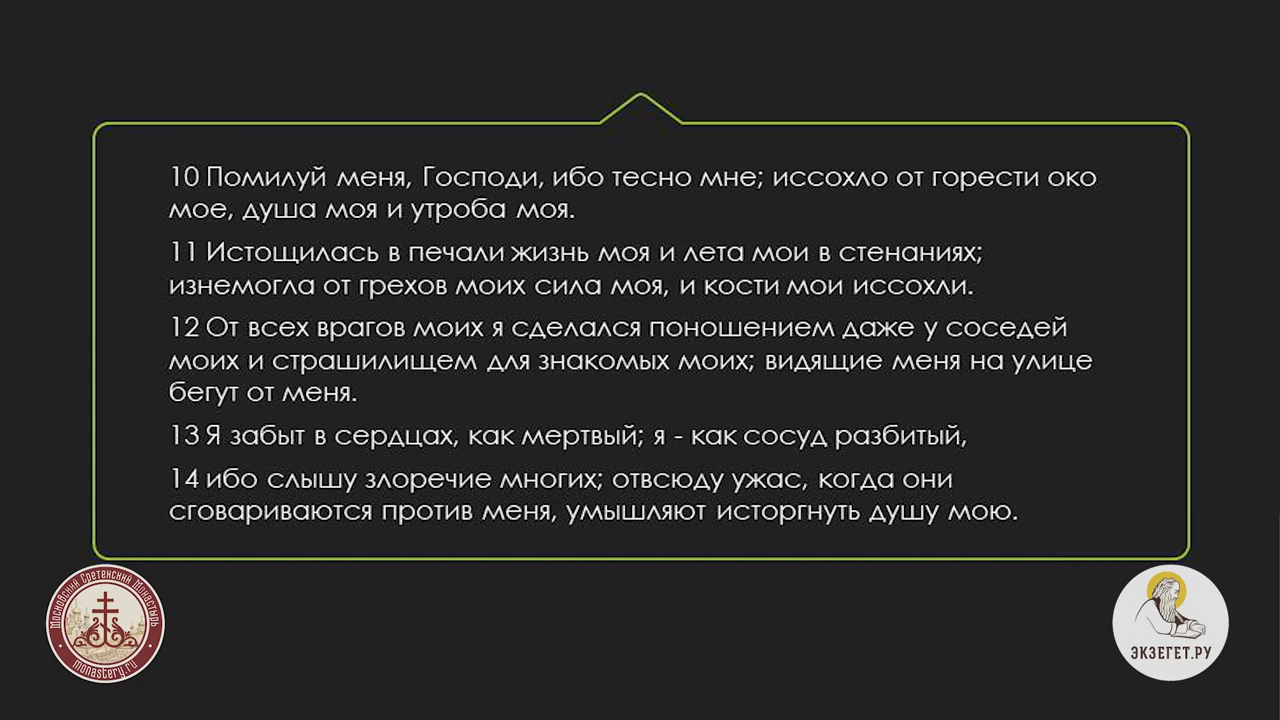 10 Помилуй меня, Господи, ибо тесно мне; иссохло от горести око
мое, душа моя и утроба моя.
11 Истощилась в печали жизнь моя и лета мои в стенаниях;
изнемогла от грехов моих сила моя, и кости мои иссохли.
12 От всех врагов моих я сделался поношением даже у соседей
моих и страшилищем для знакомых моих; видящие меня на улице
бегут от меня.
13 Я забыт в сердцах, как мертвый; я - как сосуд разбитый,
14 ибо слышу злоречие многих; отвсюду ужас, когда они
сговариваются против меня, умышляют исторгнуть душу мою.
Московский Сретенский Монастырь
monastery.ru
ЭКЗЕГЕТ.РУ